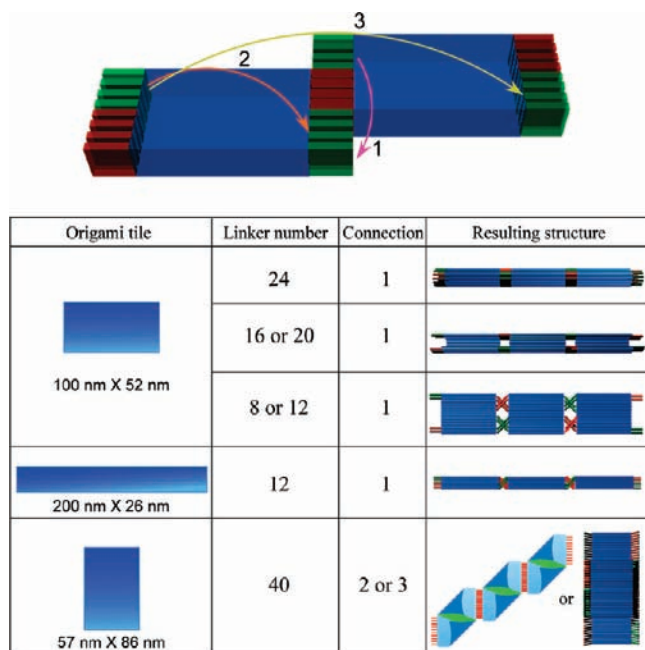 3
2
1
Origami tile Linker number Connection Resulting structure
24 1
16 or 20 1
100 nm X 52 nm
8 or 12 1
12 1
200 nm X 26 nm
40 2 or 3 or
57 nm X 86 nm